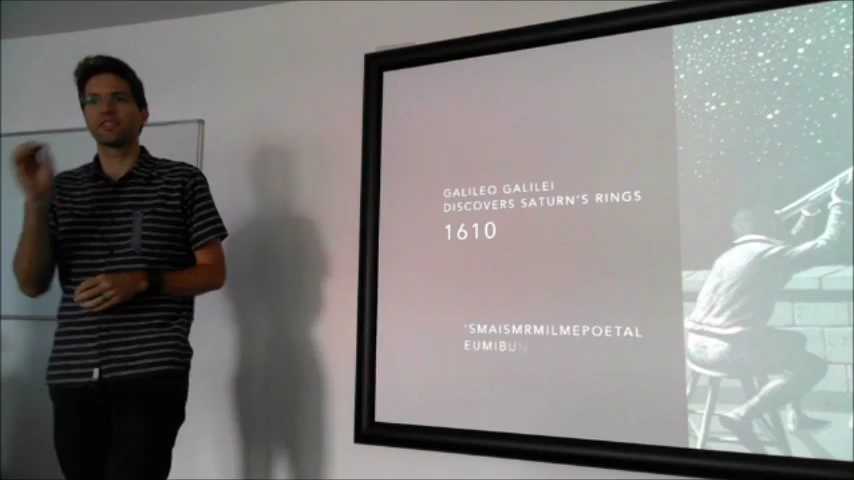 GALILEO GALILEI
DISCOVERS SATURN'S RINGS
1610
'SMAISMRMILMEPOETAL
EUMIBUN